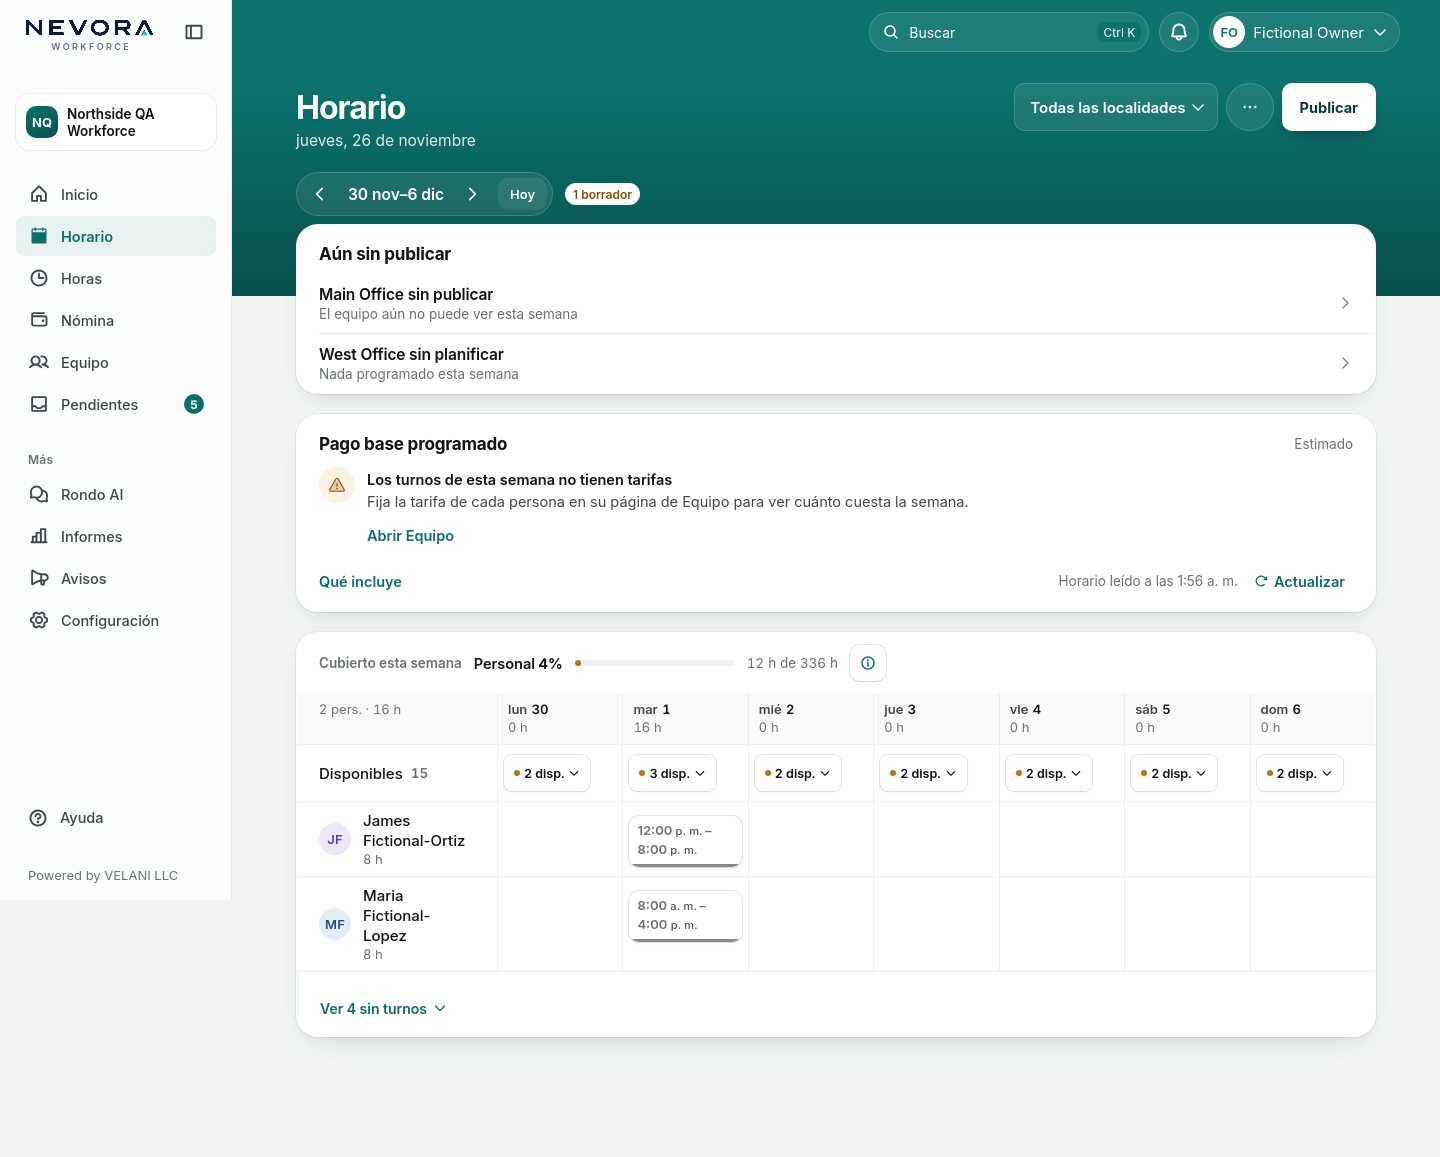 NEVORA
WORKFORCE
Buscar
Ctrl K
FO
Fictional Owner
NQ
Northside QA
Workforce
Inicio
Horario
Horas
Nómina
Equipo
Pendientes
5
Más
Rondo AI
Informes
Avisos
Configuración
Ayuda
Powered by VELANI LLC
Horario
jueves, 26 de noviembre
Todas las localidades
Publicar
30 nov–6 dic
Hoy
1 borrador
Aún sin publicar
Main Office sin publicar
El equipo aún no puede ver esta semana
West Office sin planificar
Nada programado esta semana
Pago base programado
Estimado
Los turnos de esta semana no tienen tarifas
Fija la tarifa de cada persona en su página de Equipo para ver cuánto cuesta la semana.
Abrir Equipo
Qué incluye
Horario leído a las 1:56 a. m.
Actualizar
Cubierto esta semana
Personal 4%
12 h de 336 h
2 pers. · 16 h
lun 30
0 h
mar 1
16 h
mié 2
0 h
jue 3
0 h
vie 4
0 h
sáb 5
0 h
dom 6
0 h
Disponibles 15
2 disp.
3 disp.
2 disp.
2 disp.
2 disp.
2 disp.
2 disp.
JF
James
Fictional-Ortiz
8 h
12:00 p. m. –
8:00 p. m.
MF
Maria
Fictional-
Lopez
8 h
8:00 a. m. –
4:00 p. m.
Ver 4 sin turnos